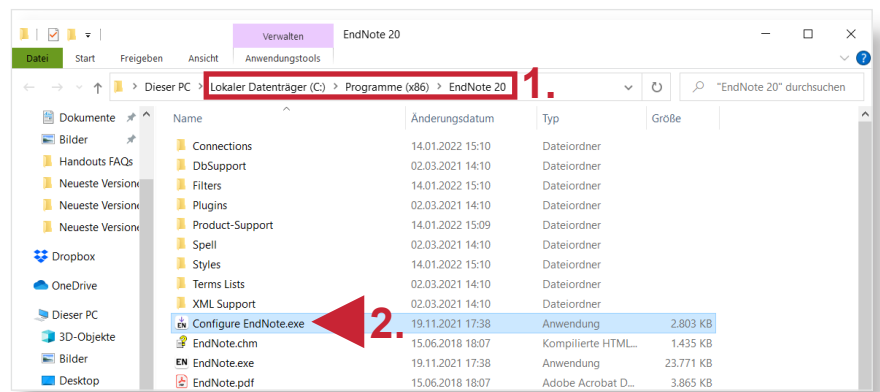 Verwalten EndNote 20
Datei Start Freigeben Ansicht Anwendungstools
Dieser PC > Lokaler Datenträger (C:) > Programme (x86) > EndNote 20 1. "EndNote 20" durchsuchen
Dokumente
Bilder
Handouts FAQs
Neueste Versione
Neueste Versione
Neueste Versione
Dropbox
OneDrive
Dieser PC
3D-Objekte
Bilder
Desktop
Name Änderungsdatum Typ Größe
Connections 14.01.2022 15:10 Dateiordner
DbSupport 02.03.2021 14:10 Dateiordner
Filters 14.01.2022 15:10 Dateiordner
Plugins 02.03.2021 14:10 Dateiordner
Product-Support 14.01.2022 15:09 Dateiordner
Spell 02.03.2021 14:10 Dateiordner
Styles 14.01.2022 15:10 Dateiordner
Terms Lists 02.03.2021 14:10 Dateiordner
XML Support 02.03.2021 14:10 Dateiordner
EN Configure EndNote.exe 2. 19.11.2021 17:38 Anwendung 2.803 KB
EndNote.chm 15.06.2018 18:07 Kompilierte HTML... 1.435 KB
EN EndNote.exe 19.11.2021 17:38 Anwendung 23.771 KB
EndNote.pdf 15.06.2018 18:07 Adobe Acrobat D... 3.865 KB